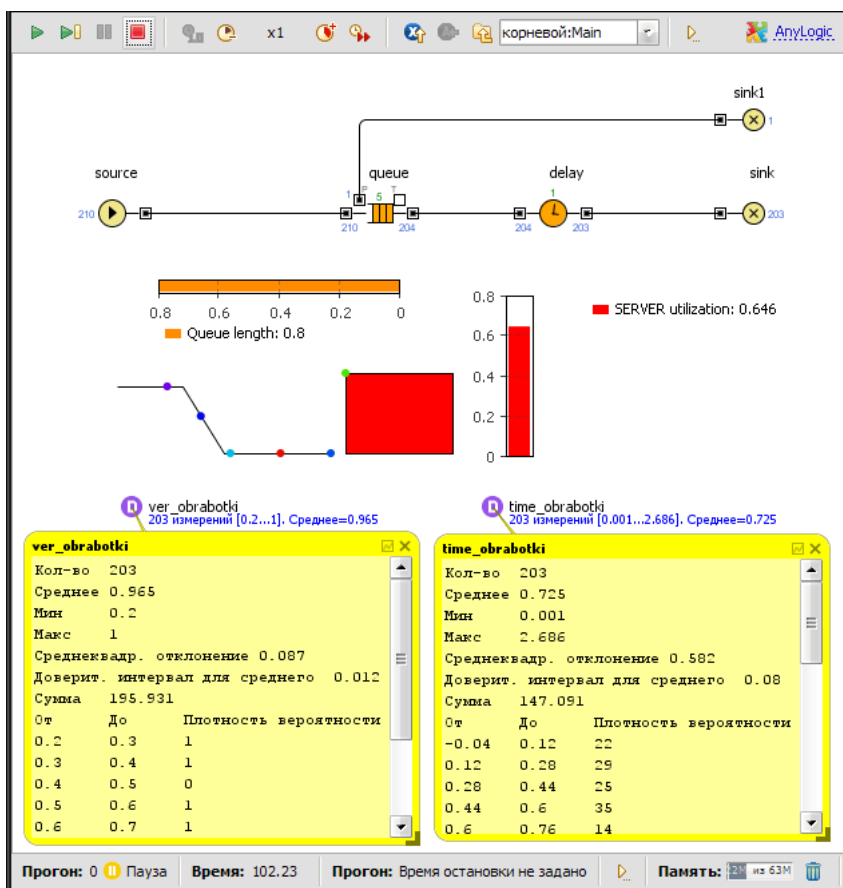 x1 корневой:Main AnyLogic
sink1
1
source queue delay sink
1 P 5 T 1
210 203
210 204 204 203
0.8 0.6 0.4 0.2 0
Queue length: 0.8
0.8
0.6
0.4
0.2
0
SERVER utilization: 0.646
ver_obrabotki
203 измерений [0.2...1]. Среднее=0.965
time_obrabotki
203 измерений [0.001...2.686]. Среднее=0.725
ver_obrabotki
Кол-во 203
Среднее 0.965
Мин 0.2
Макс 1
Среднеквадр. отклонение 0.087
Доверит. интервал для среднего 0.012
Сумма 195.931
От До Плотность вероятности
0.2 0.3 1
0.3 0.4 1
0.4 0.5 0
0.5 0.6 1
0.6 0.7 1
time_obrabotki
Кол-во 203
Среднее 0.725
Мин 0.001
Макс 2.686
Среднеквадр. отклонение 0.582
Доверит. интервал для среднего 0.08
Сумма 147.091
От До Плотность вероятности
-0.04 0.12 22
0.12 0.28 29
0.28 0.44 25
0.44 0.6 35
0.6 0.76 14
Прогон: 0 Пауза Время: 102.23 Прогон: Время остановки не задано Память: из 63M